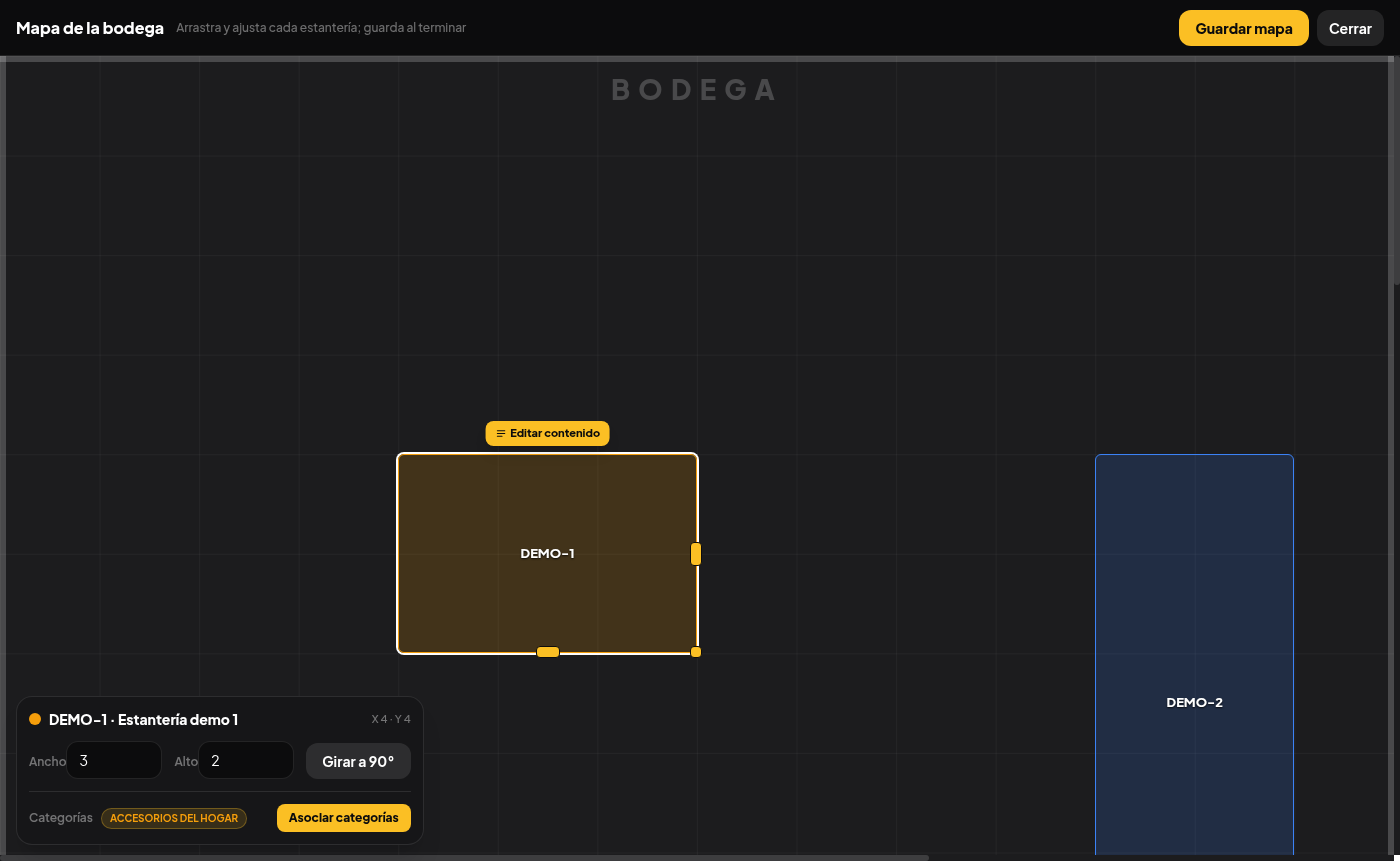 Mapa de la bodega
Arrastra y ajusta cada estantería; guarda al terminar
Guardar mapa
Cerrar
BODEGA
Editar contenido
DEMO-1
DEMO-2
DEMO-1 · Estantería demo 1
X 4 · Y 4
Ancho 3
Alto 2
Girar a 90°
Categorías
ACCESORIOS DEL HOGAR
Asociar categorías